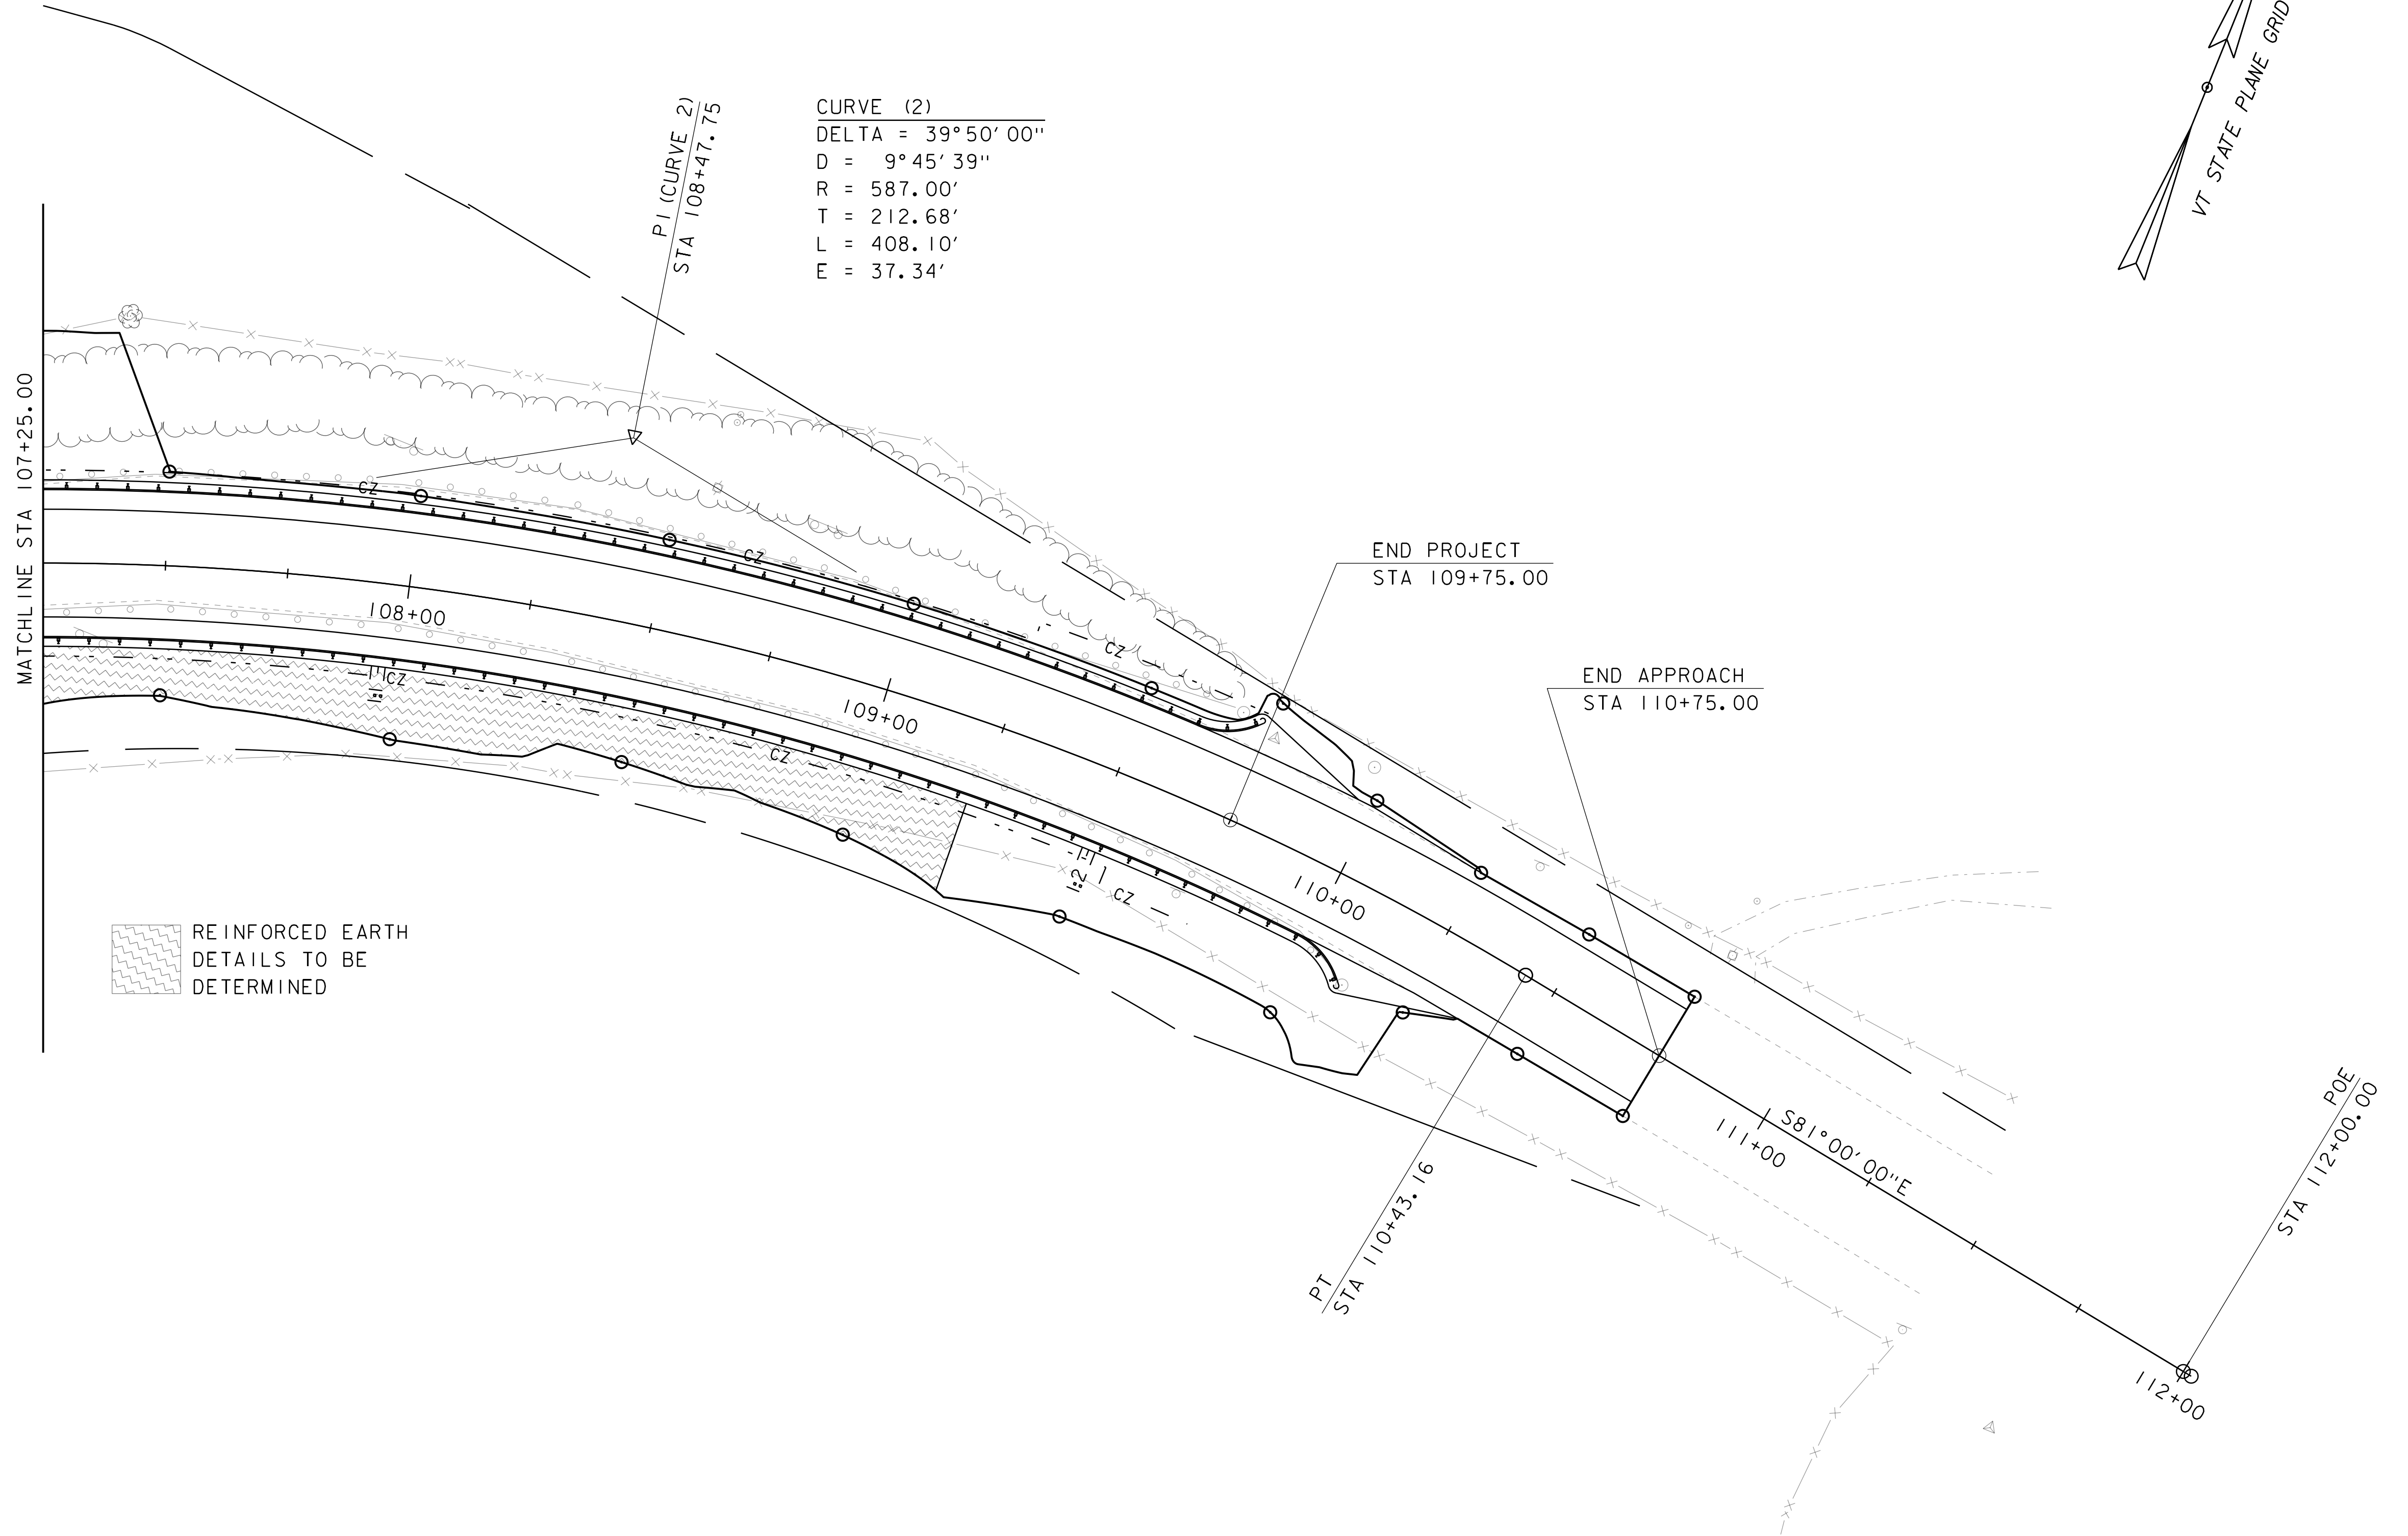 VT STATE PLANE GRID
PI (CURVE 2)
STA 108+47.75
CURVE (2)
DELTA = 39°50'00"
D = 9°45'39"
R = 587.00'
T = 212.68'
L = 408.10'
E = 37.34'
MATCHLINE STA 107+25.00
CZ
CZ
CZ
END PROJECT
STA 109+75.00
108+00
END APPROACH
STA 110+75.00
CZ
109+00
CZ
110+00
CZ
1:2
REINFORCED EARTH
DETAILS TO BE
DETERMINED
S81°00'00"E
111+00
PT
STA 110+43.16
POE
STA 112+00.00
112+00